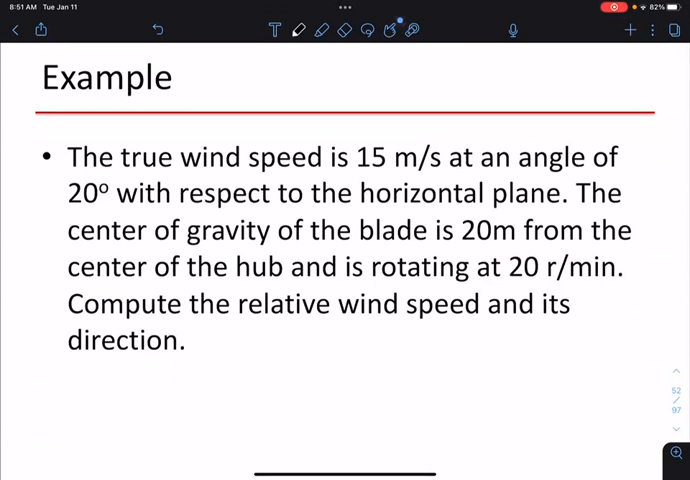 8:51 AM Tue Jan 11
82%
Example
• The true wind speed is 15 m/s at an angle of
20° with respect to the horizontal plane. The
center of gravity of the blade is 20m from the
center of the hub and is rotating at 20 r/min.
Compute the relative wind speed and its
direction.
52
/
97